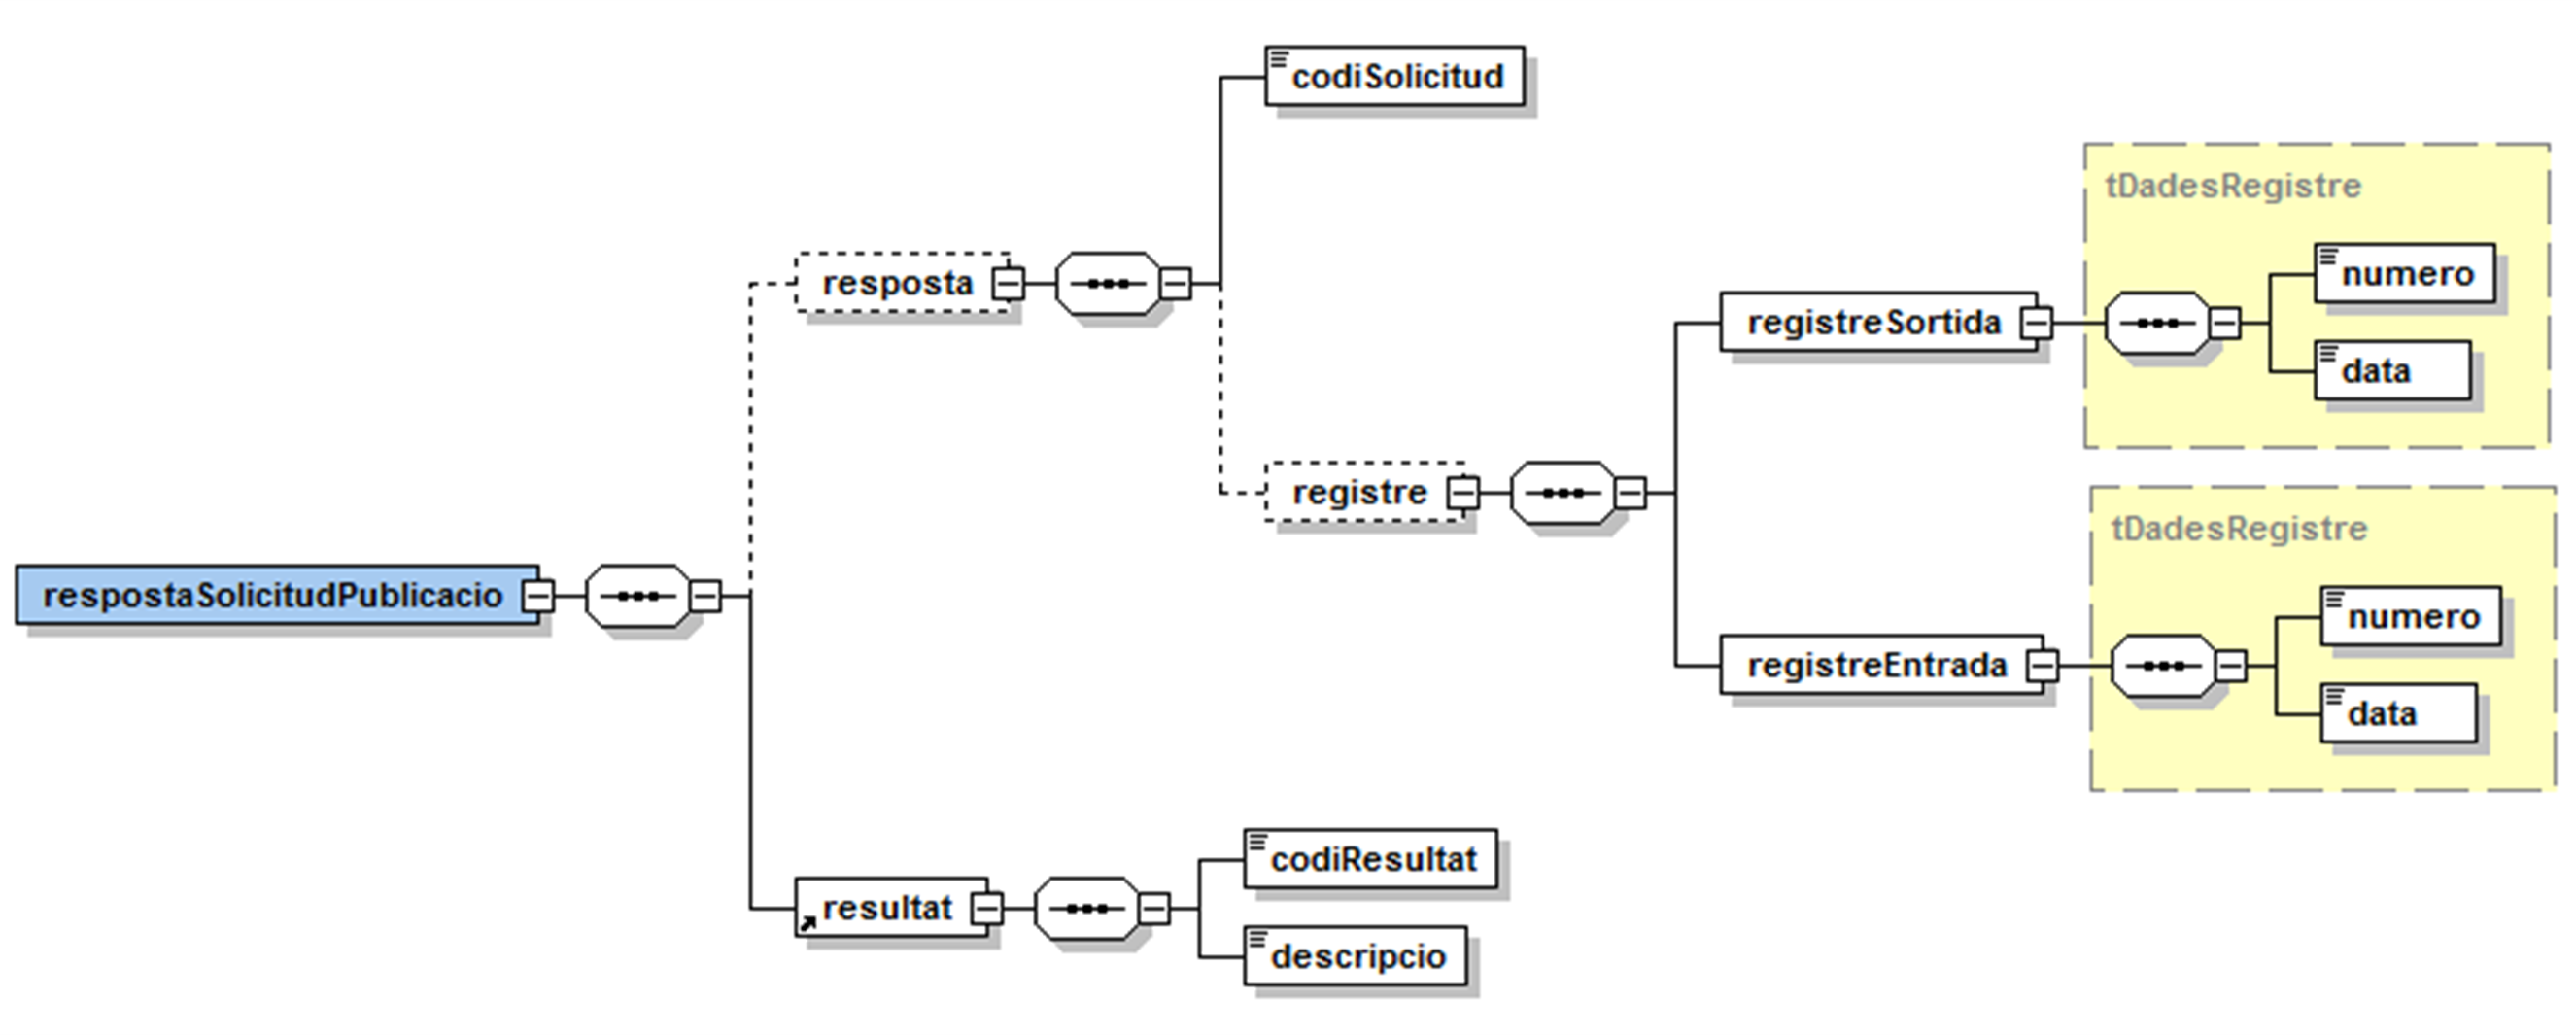 codiSolicitud
tDadesRegistre
numero
resposta
registreSortida
data
registre
tDadesRegistre
respostaSolicitudPublicacio
numero
registreEntrada
data
codiResultat
resultat
descripcio